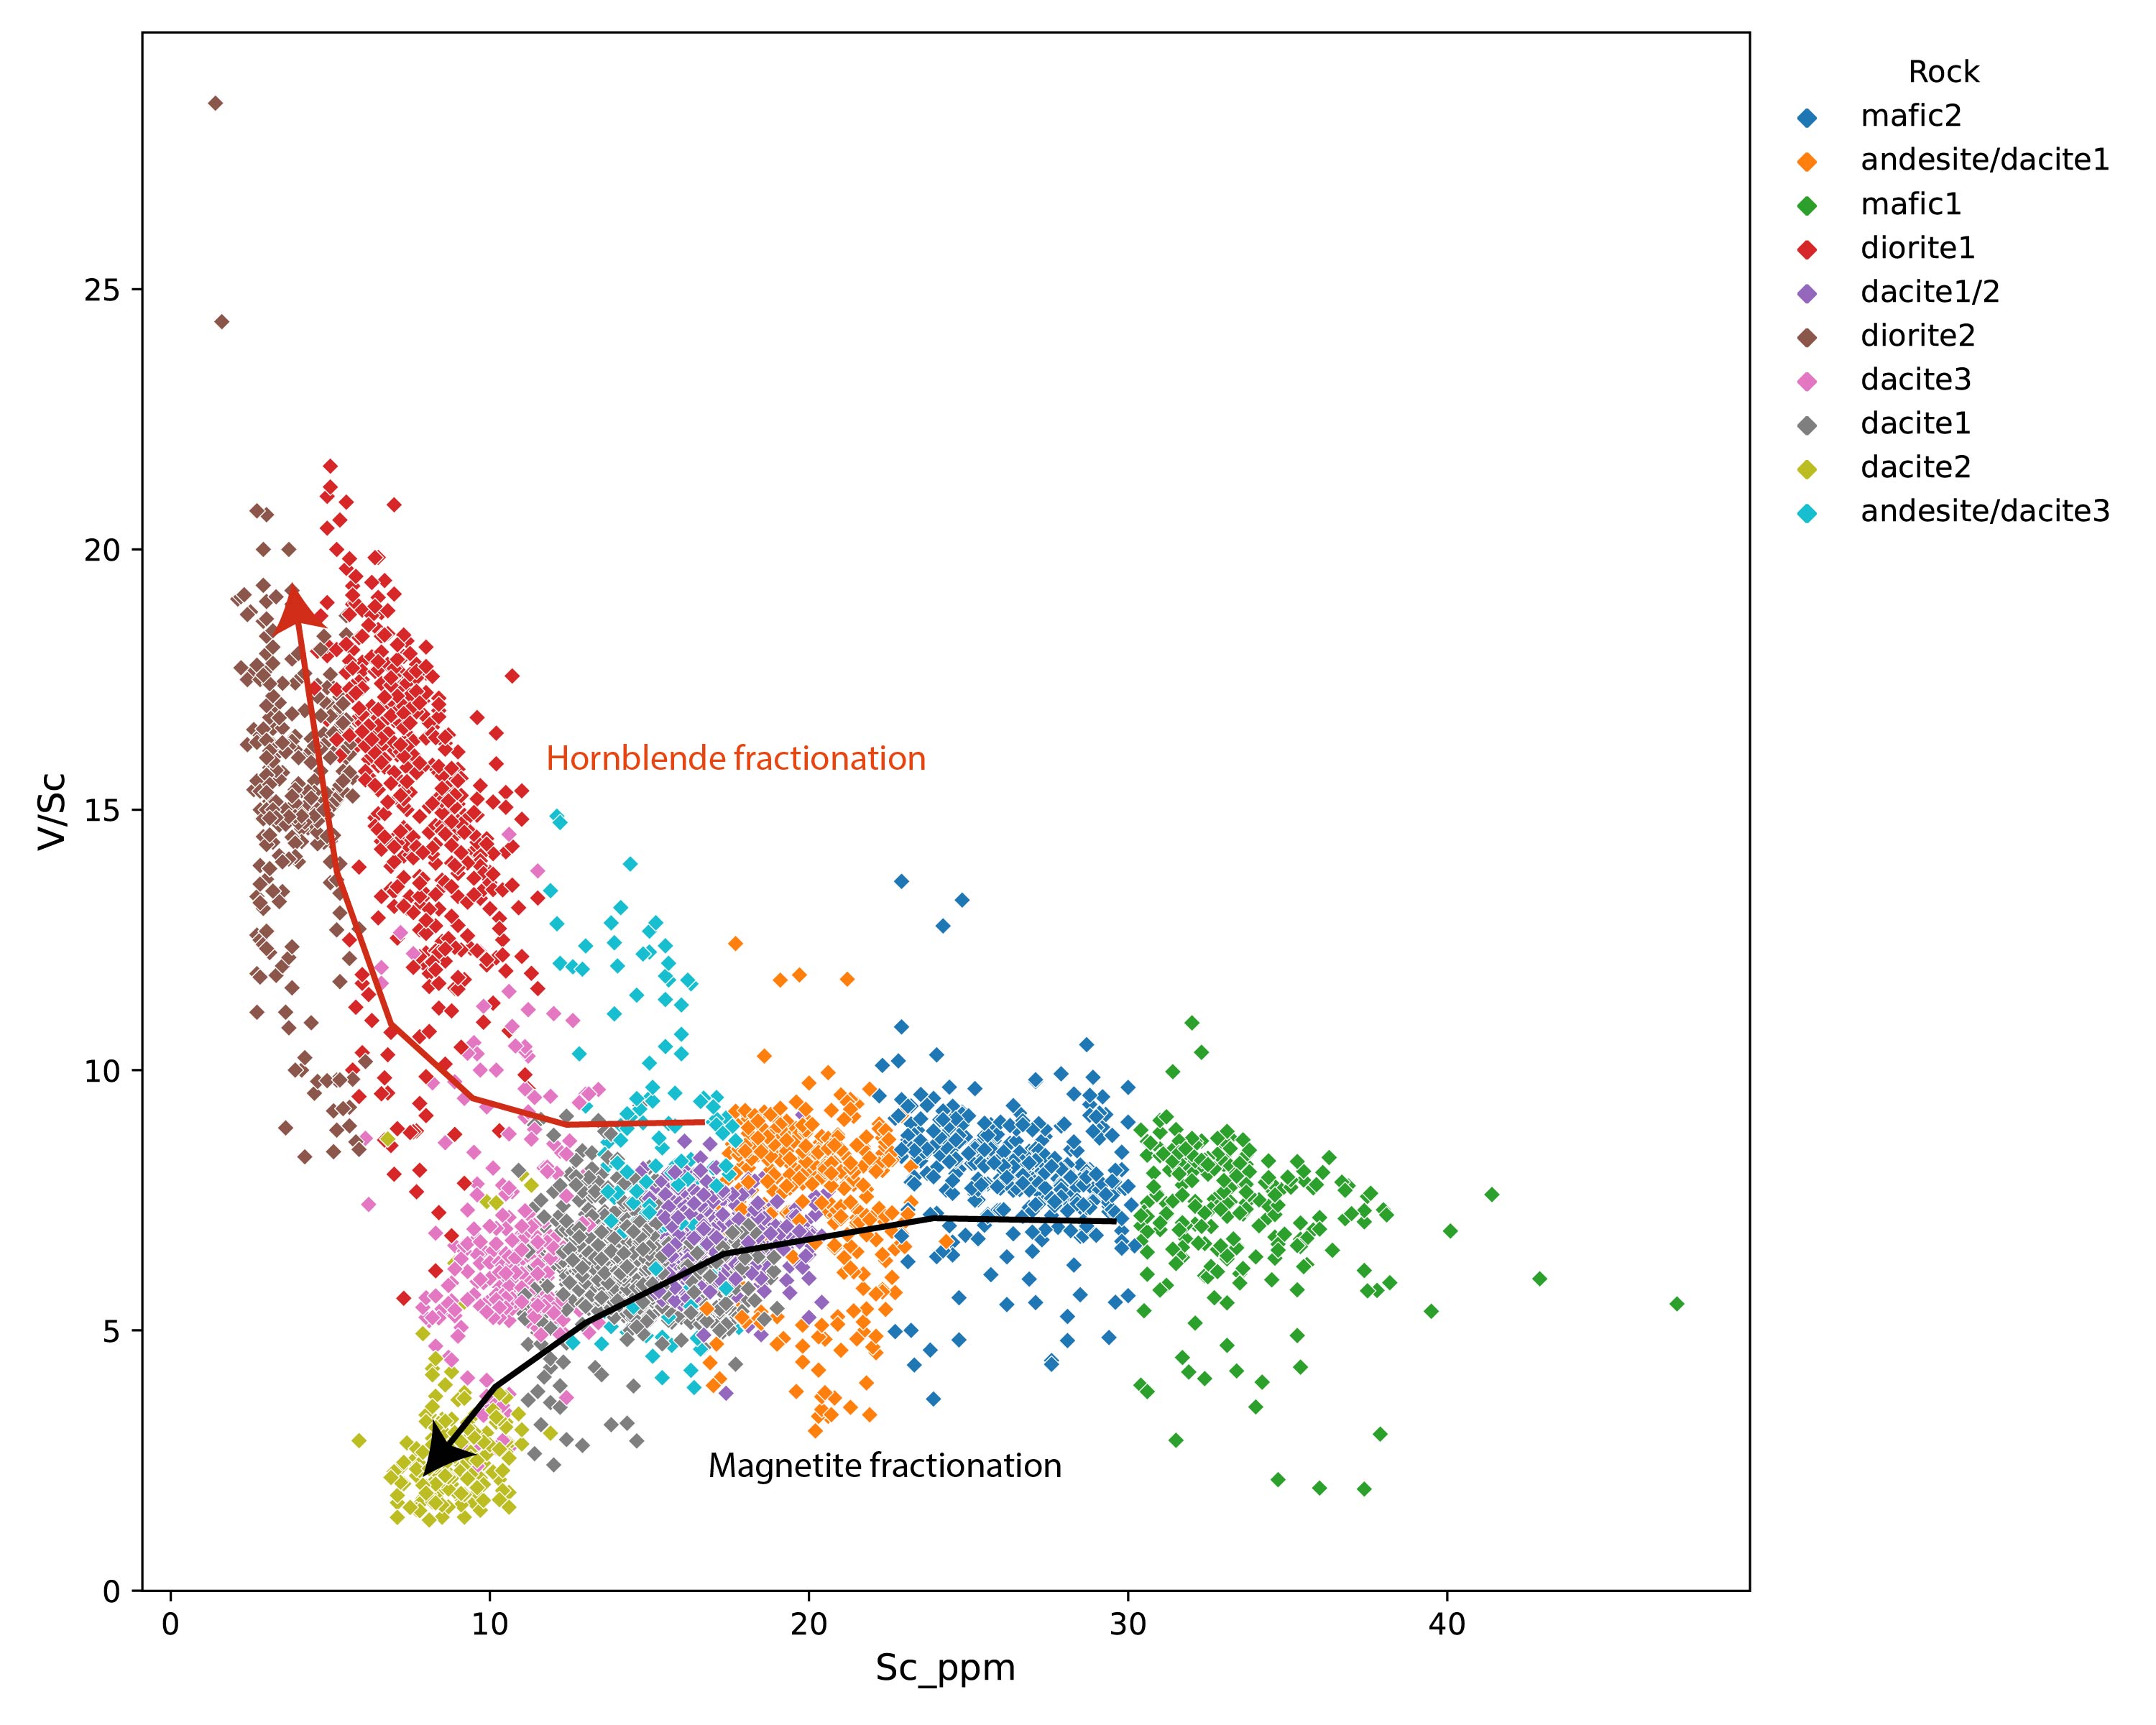 Rock
mafic2
andesite/dacite1
mafic1
diorite1
dacite1/2
diorite2
dacite3
dacite1
dacite2
andesite/dacite3
25
20
15
10
5
0
V/Sc
Hornblende fractionation
Magnetite fractionation
0 10 20 30 40
Sc_ppm